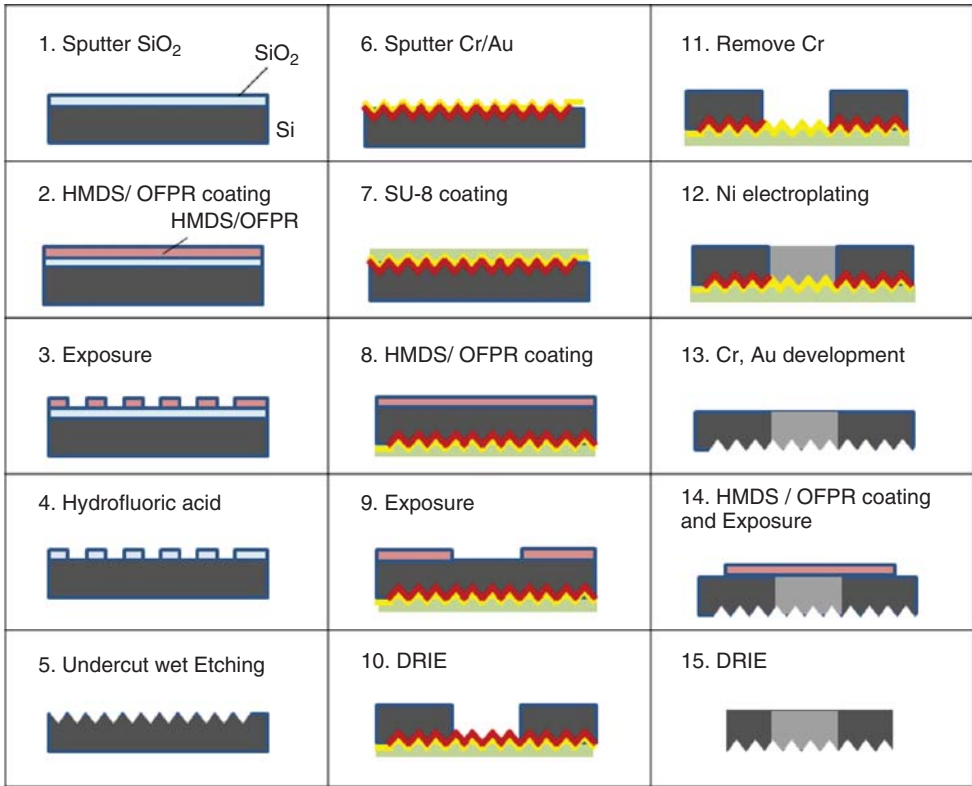 1. Sputter SiO₂
SiO₂
Si
2. HMDS/ OFPR coating
HMDS/OFPR
3. Exposure
4. Hydrofluoric acid
5. Undercut wet Etching
6. Sputter Cr/Au
7. SU-8 coating
8. HMDS/ OFPR coating
9. Exposure
10. DRIE
11. Remove Cr
12. Ni electroplating
13. Cr, Au development
14. HMDS / OFPR coating
and Exposure
15. DRIE